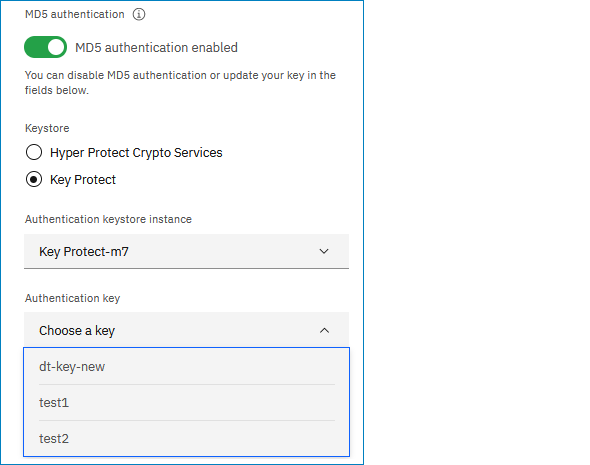 MD5 authentication
MD5 authentication enabled
You can disable MD5 authentication or update your key in the
fields below.
Keystore
Hyper Protect Crypto Services
Key Protect
Authentication keystore instance
Key Protect-m7
Authentication key
Choose a key
dt-key-new
test1
test2